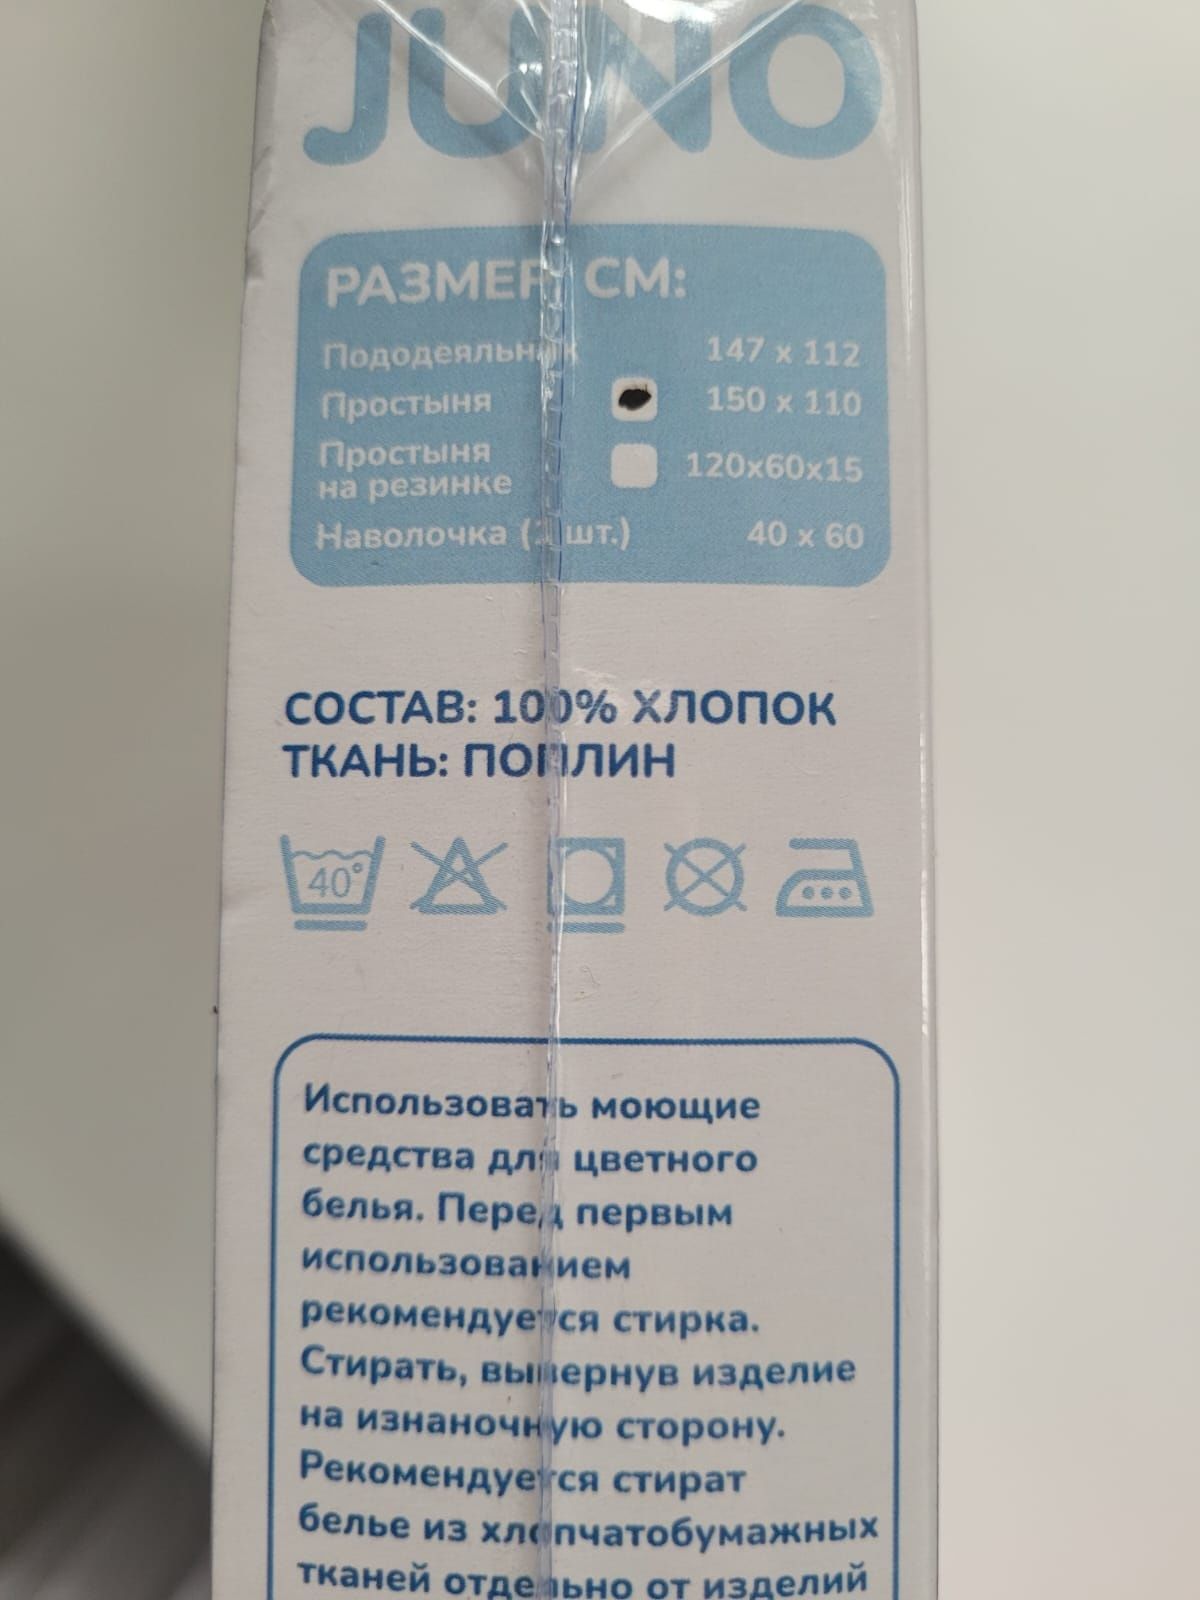 JUNO
РАЗМЕР, СМ:
Пододеяльник 147 x 112
Простыня 150 x 110
Простыня
на резинке 120x60x15
Наволочка ( шт.) 40 x 60
СОСТАВ: 100% ХЛОПОК
ТКАНЬ: ПОПЛИН
40°
Использовать моющие
средства для цветного
белья. Перед первым
использованием
рекомендуется стирка.
Стирать, вывернув изделие
на изнаночную сторону.
Рекомендуется стират
белье из хлопчатобумажных
тканей отдельно от изделий